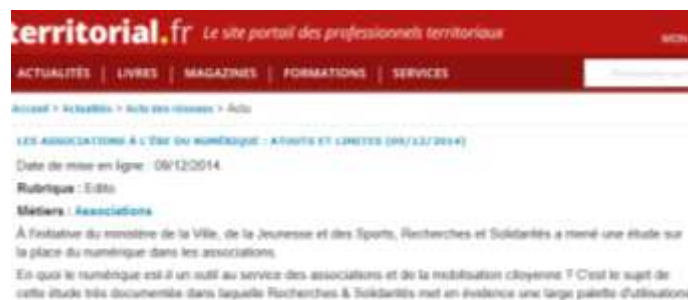 territorial.fr Le site portail des professionnels territoriaux
MON
ACTUALITÉS | LIVRES | MAGAZINES | FORMATIONS | SERVICES
Accueil > Actualités > Actu des réseaux > Actu
LES ASSOCIATIONS À L'ÈRE DU NUMÉRIQUE : ATOUTS ET LIMITES (09/12/2014)
Date de mise en ligne : 09/12/2014
Rubrique : Edito
Métiers : Associations
À l'initiative du ministère de la Ville, de la Jeunesse et des Sports, Recherches et Solidarités a mené une étude sur
la place du numérique dans les associations.
En quoi le numérique est-il un outil au service des associations et de la mobilisation citoyenne ? C'est le sujet de
cette étude très documentée dans laquelle Recherches & Solidarités met en évidence une large palette d'utilisations